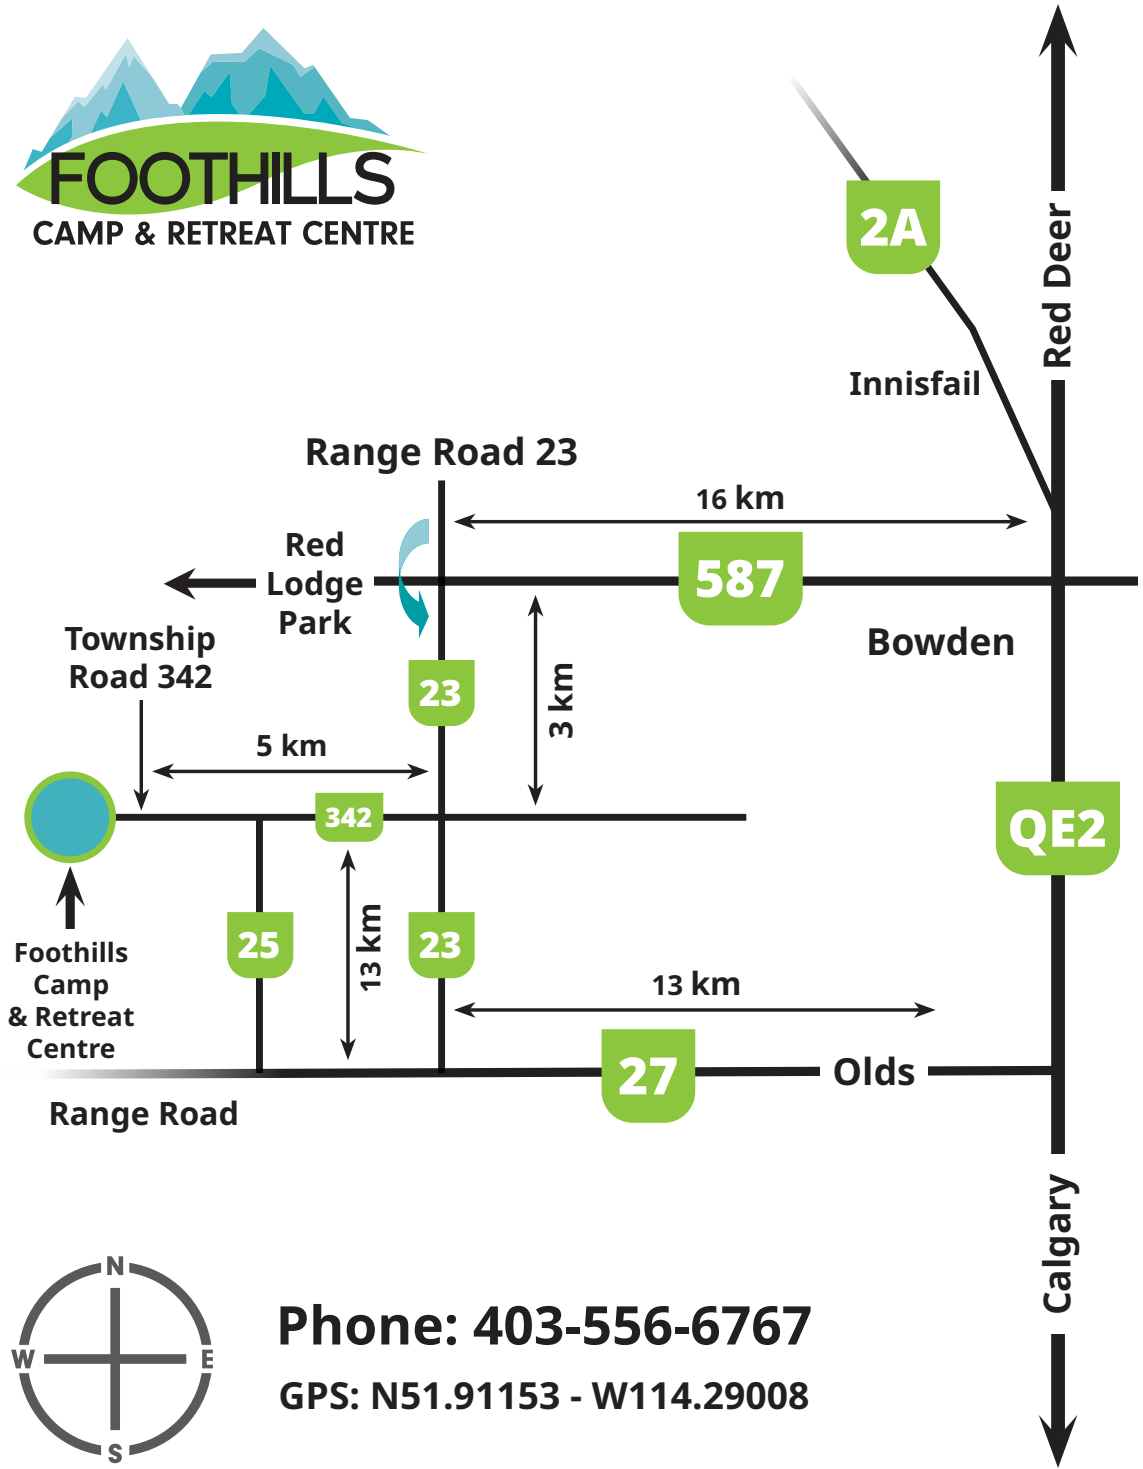 FOOTHILLS
CAMP & RETREAT CENTRE
2A
Red Deer
Innisfail
Range Road 23
16 km
Red
Lodge
Park
587
Township
Road 342
Bowden
23
3 km
5 km
342
QE2
25
13 km
23
Foothills
Camp
& Retreat
Centre
13 km
27
Olds
Range Road
Calgary
N
W
E
S
Phone: 403-556-6767
GPS: N51.91153 - W114.29008